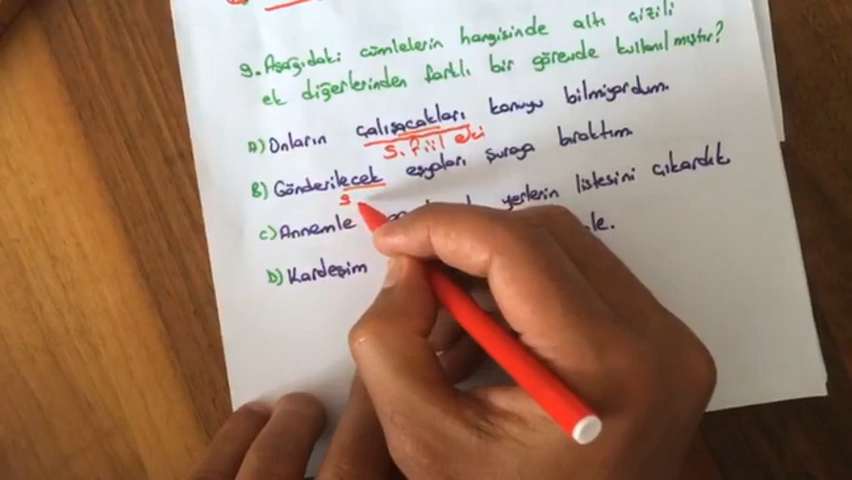 9. Aşağıdaki cümlelerin hangisinde altı çizili
ek diğerlerinden farklı bir görevde kullanılmıştır?
A) Onların çalışacakları konuyu bilmiyordum.
S. fiil eki
B) Gönderilecek eşyaları şuraya bıraktım.
S
C) Annemle yerlerin listesini çıkardık
D) Kardeşim